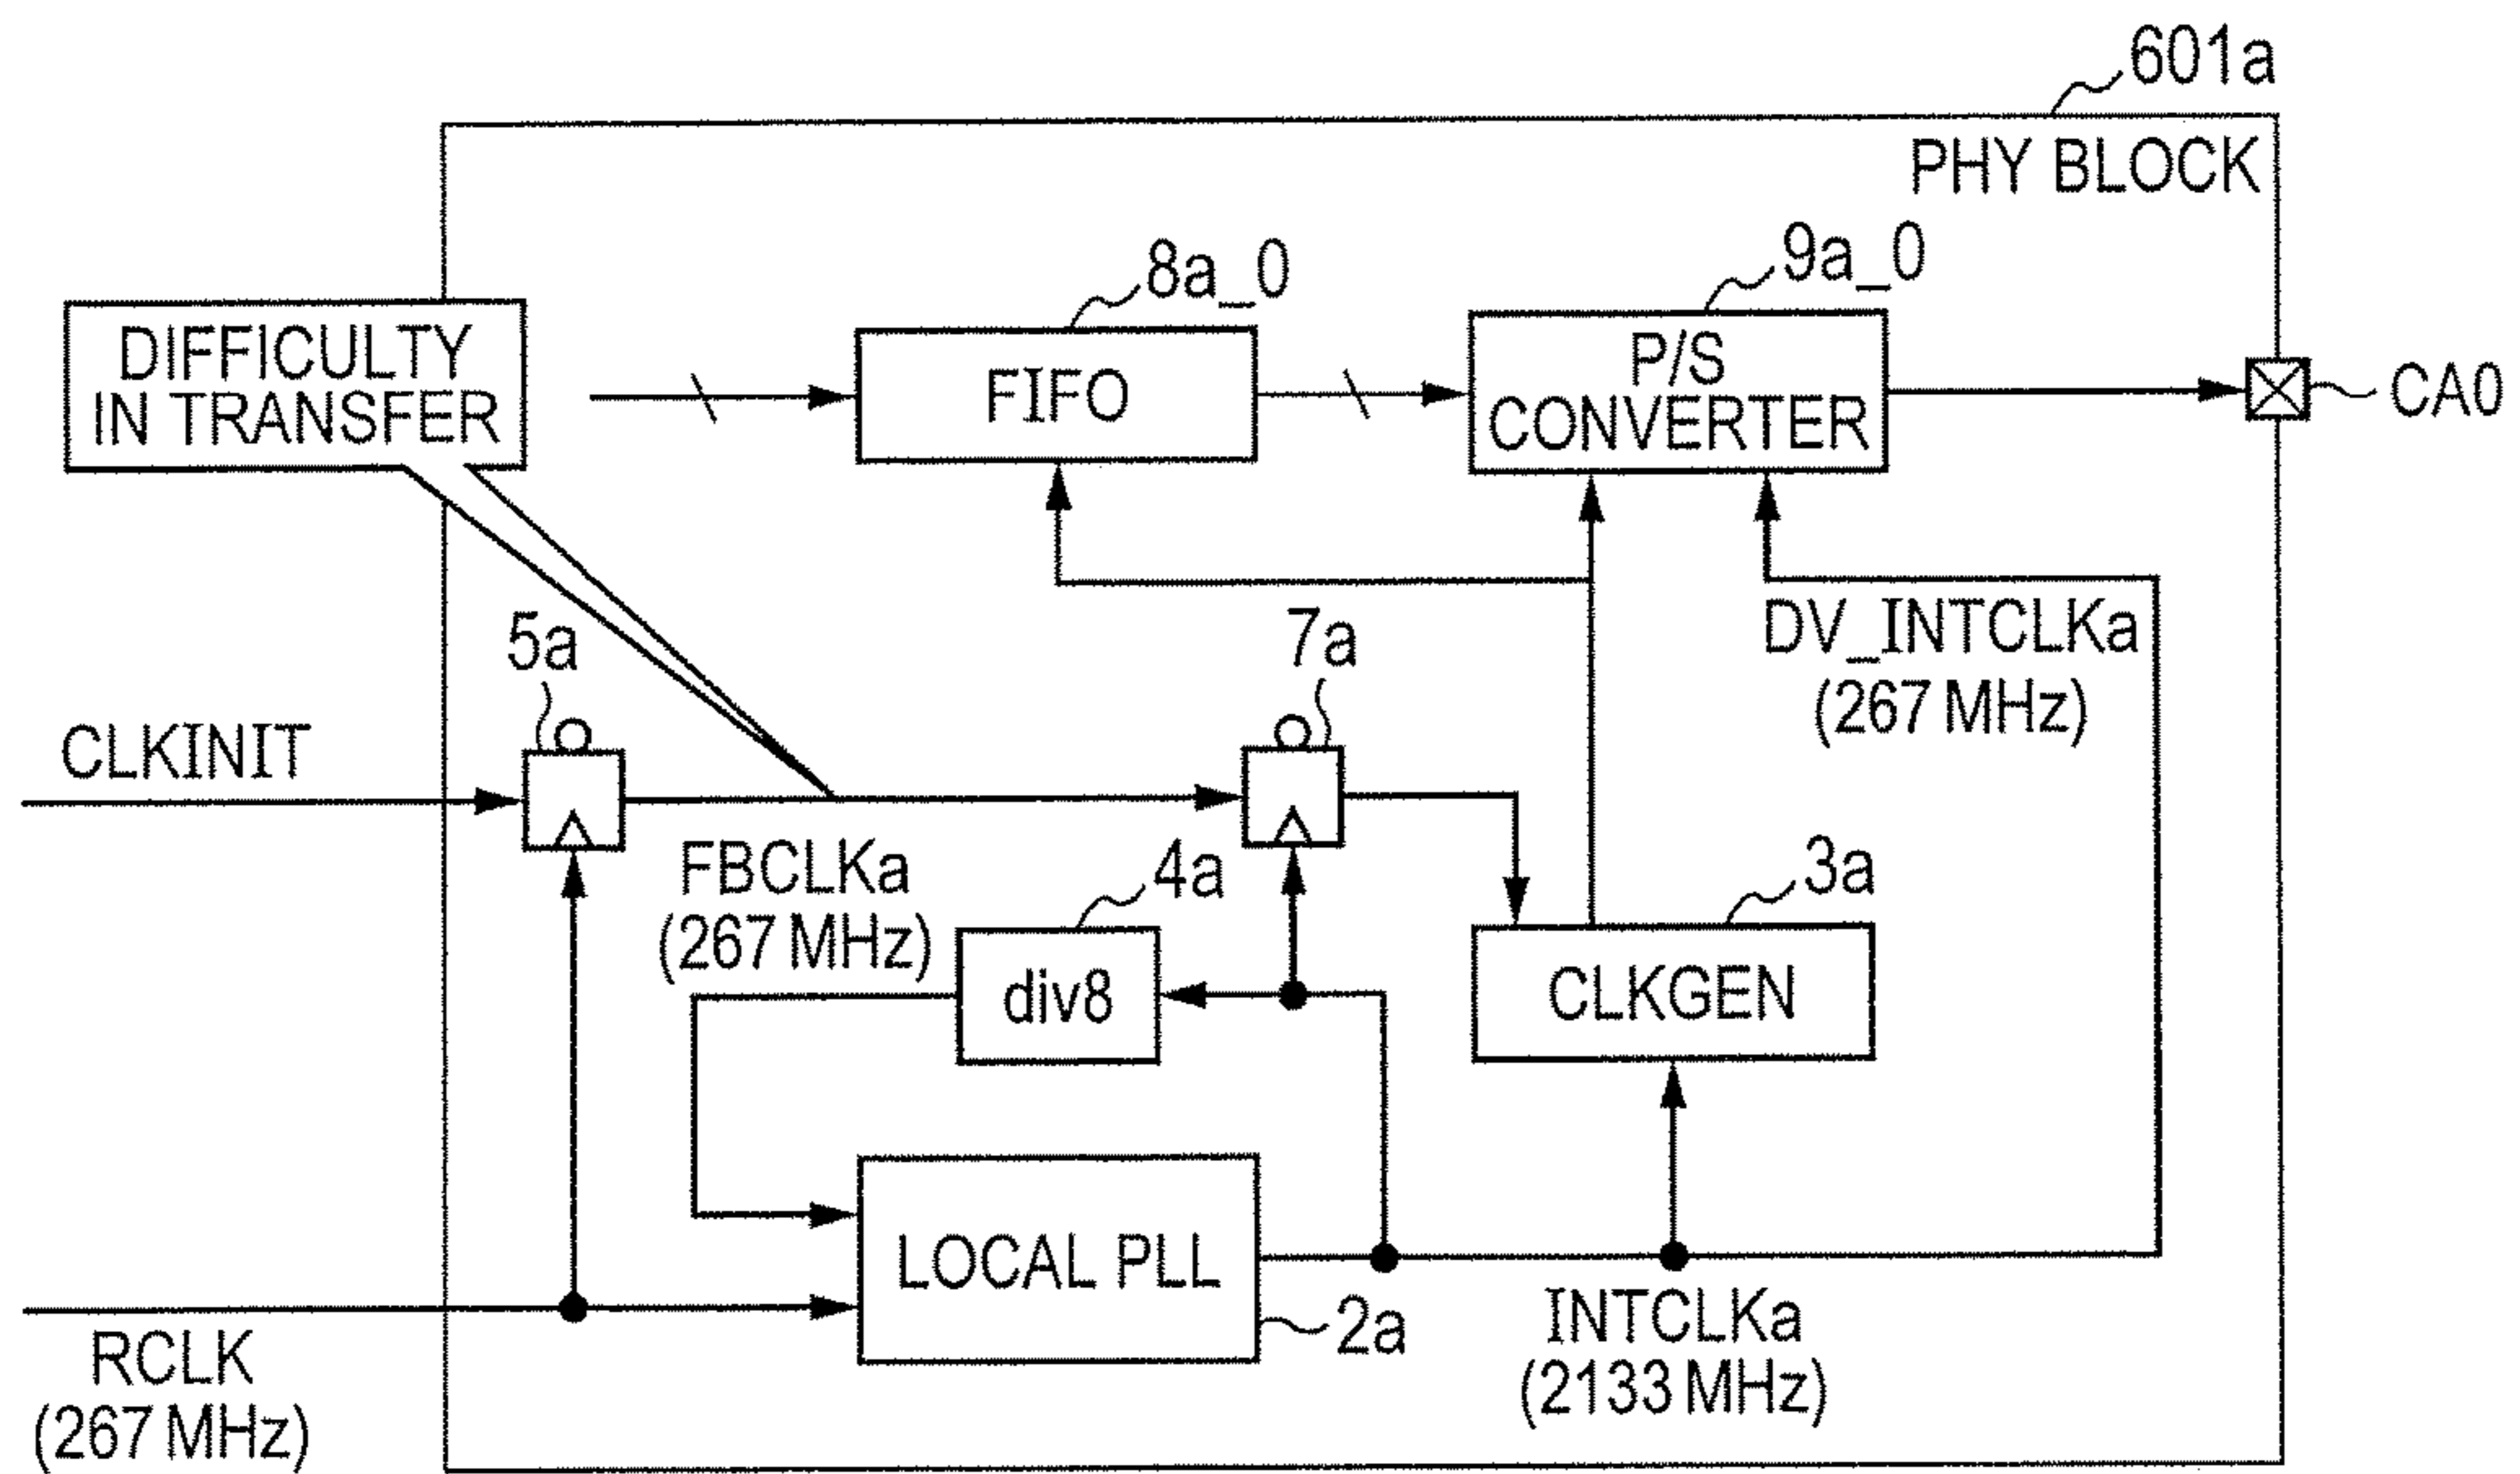 601a
PHY BLOCK
8a_0
9a_0
DIFFICULTY
IN TRANSFER
FIFO
P/S
CONVERTER
CA0
5a
7a
DV_INTCLKa
(267 MHz)
CLKINIT
FBCLKa
(267 MHz)
4a
3a
div8
CLKGEN
LOCAL PLL
2a
INTCLKa
(2133 MHz)
RCLK
(267 MHz)